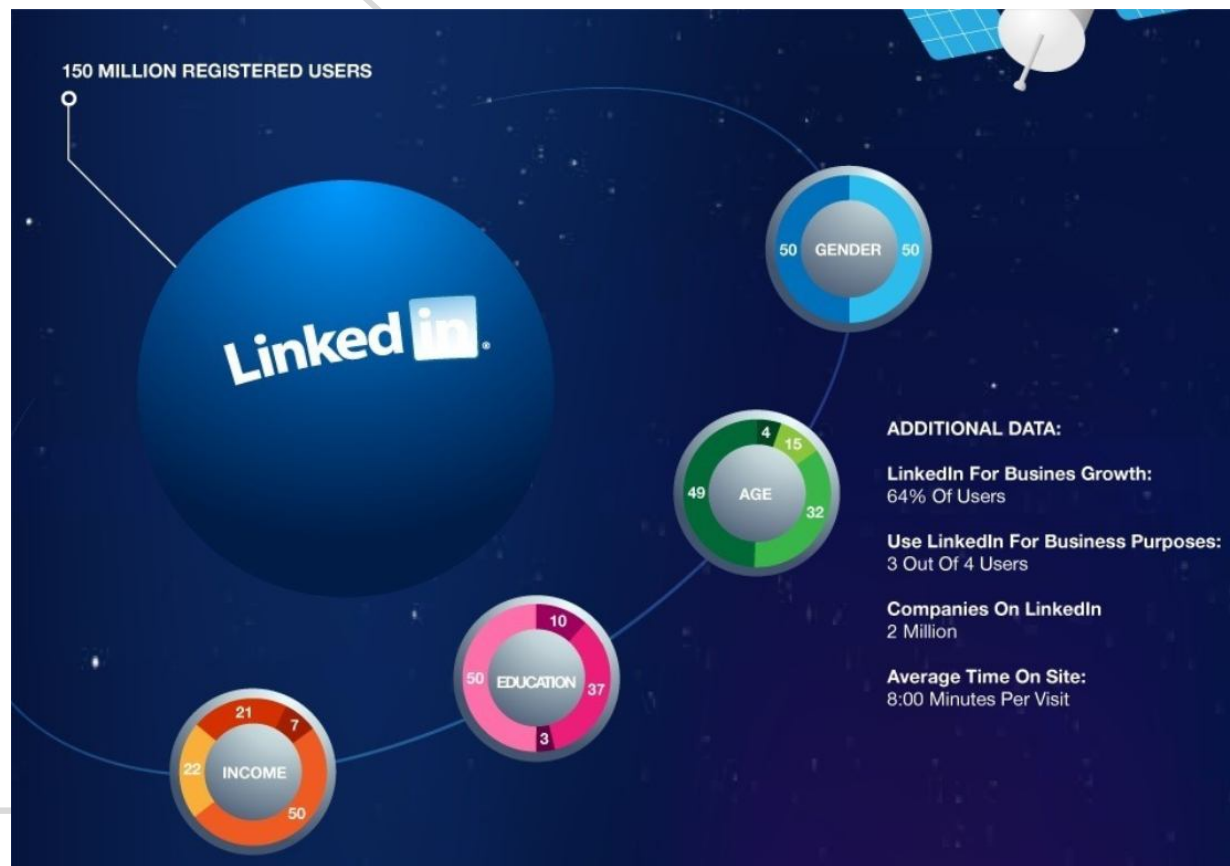 150 MILLION REGISTERED USERS
Linked in®.
50 GENDER 50
4
15
49 AGE
32
ADDITIONAL DATA:
LinkedIn For Busines Growth:
64% Of Users
Use LinkedIn For Business Purposes:
3 Out Of 4 Users
Companies On LinkedIn
2 Million
Average Time On Site:
8:00 Minutes Per Visit
10
50 EDUCATION 37
3
21
7
22 INCOME
50